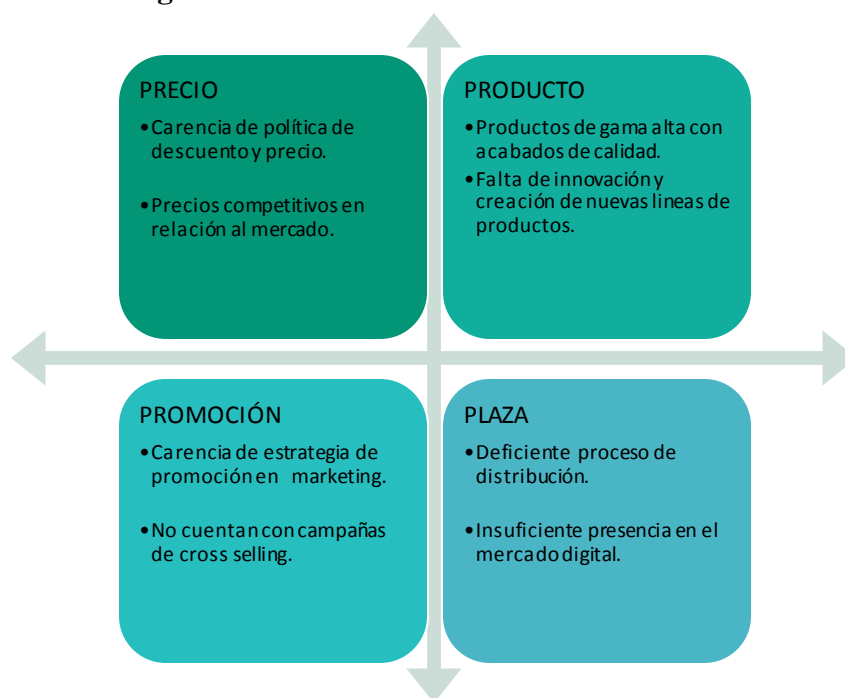 PRECIO
•Carencia de política de
descuento y precio.
•Precios competitivos en
relación al mercado.
PRODUCTO
•Productos de gama alta con
acabados de calidad.
•Falta de innovación y
creación de nuevas lineas de
productos.
PROMOCIÓN
•Carencia de estrategia de
promoción en marketing.
•No cuentan con campañas
de cross selling.
PLAZA
•Deficiente proceso de
distribución.
•Insuficiente presencia en el
mercado digital.